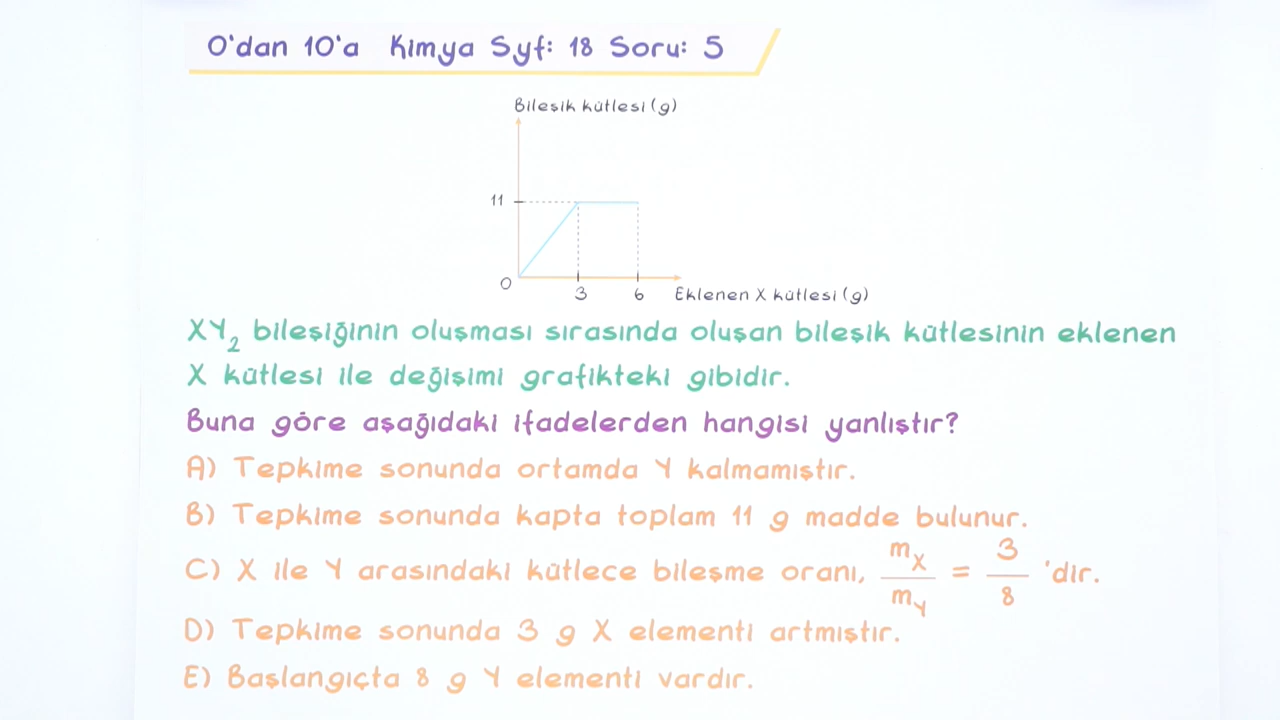 0'dan 10'a Kimya Syf: 18 Soru: 5
Bileşik kütlesi (g)
11
0
3 6 Eklenen X kütlesi (g)
XY₂ bileşiğinin oluşması sırasında oluşan bileşik kütlesinin eklenen
X kütlesi ile değişimi grafikteki gibidir.
Buna göre aşağıdaki ifadelerden hangisi yanlıştır?
A) Tepkime sonunda ortamda Y kalmamıştır.
B) Tepkime sonunda kapta toplam 11 g madde bulunur.
C) X ile Y arasındaki kütlece bileşme oranı, mX/mY = 3/8 'dir.
D) Tepkime sonunda 3 g X elementi artmıştır.
E) Başlangıçta 8 g Y elementi vardır.